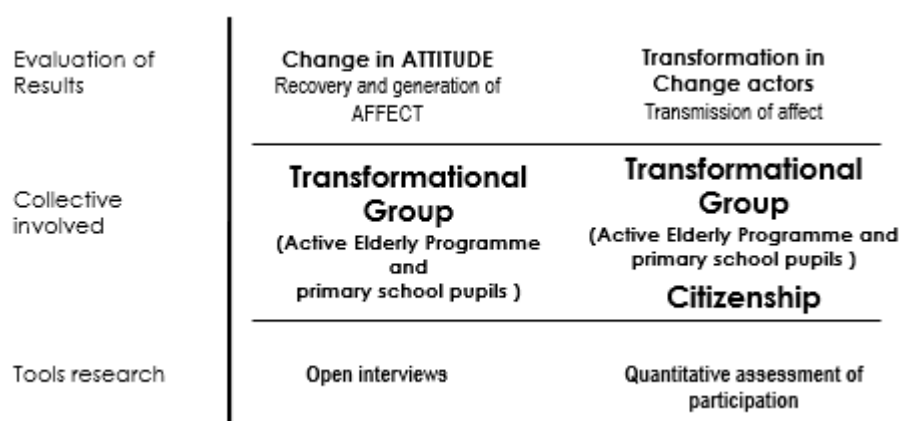 Evaluation of
Results
Change in ATTITUDE
Recovery and generation of
AFFECT
Transformation in
Change actors
Transmission of affect
Collective
involved
Transformational
Group
(Active Elderly Programme
and
primary school pupils )
Transformational
Group
(Active Elderly Programme and
primary school pupils )
Citizenship
Tools research
Open interviews
Quantitative assessment of
participation